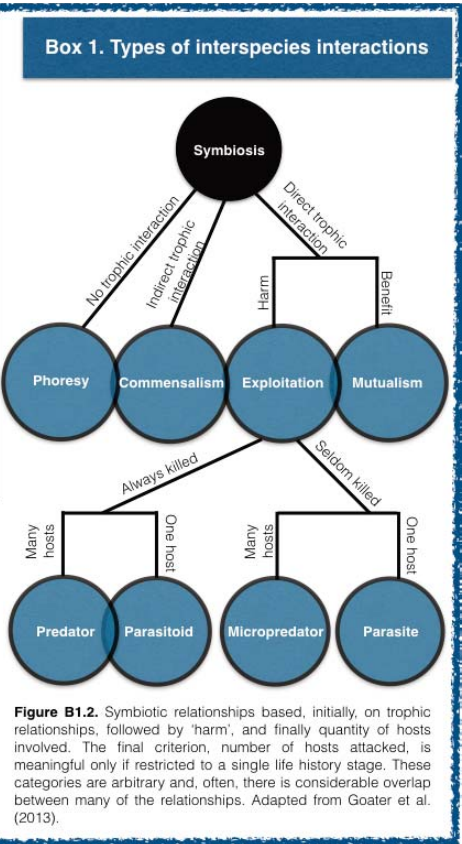 Box 1. Types of interspecies interactions
Symbiosis
No trophic interaction
Indirect trophic
interaction
Direct trophic
interaction
Harm
Benefit
Phoresy
Commensalism
Exploitation
Mutualism
Always killed
Seldom killed
Many
hosts
One host
Many
hosts
One host
Predator
Parasitoid
Micropredator
Parasite
Figure B1.2. Symbiotic relationships based, initially, on trophic
relationships, followed by ‘harm’, and finally quantity of hosts
involved. The final criterion, number of hosts attacked, is
meaningful only if restricted to a single life history stage. These
categories are arbitrary and, often, there is considerable overlap
between many of the relationships. Adapted from Goater et al.
(2013).